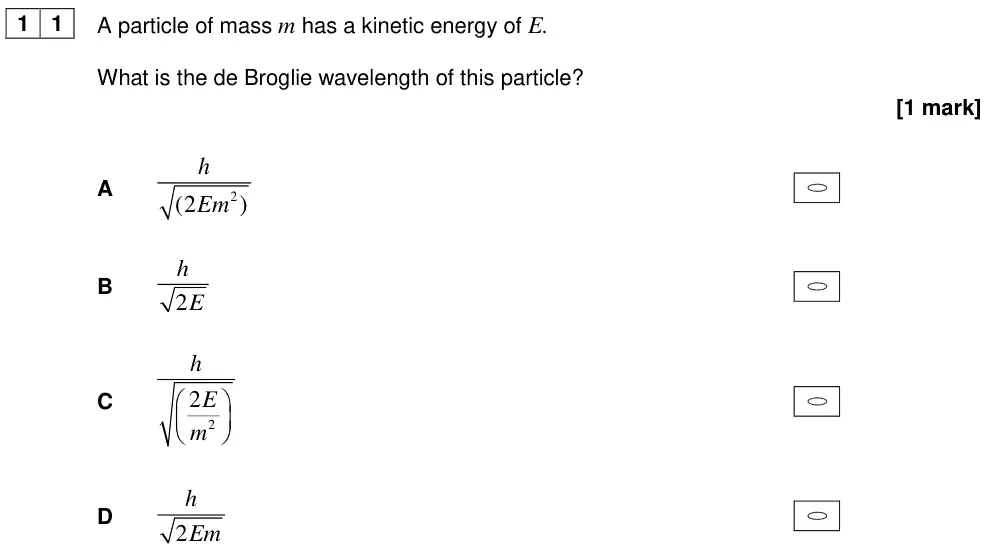 1 1 A particle of mass m has a kinetic energy of E.
What is the de Broglie wavelength of this particle?
[1 mark]
A h / √(2Em²)
B h / √2E
C h / √(2E / m²)
D h / √2Em